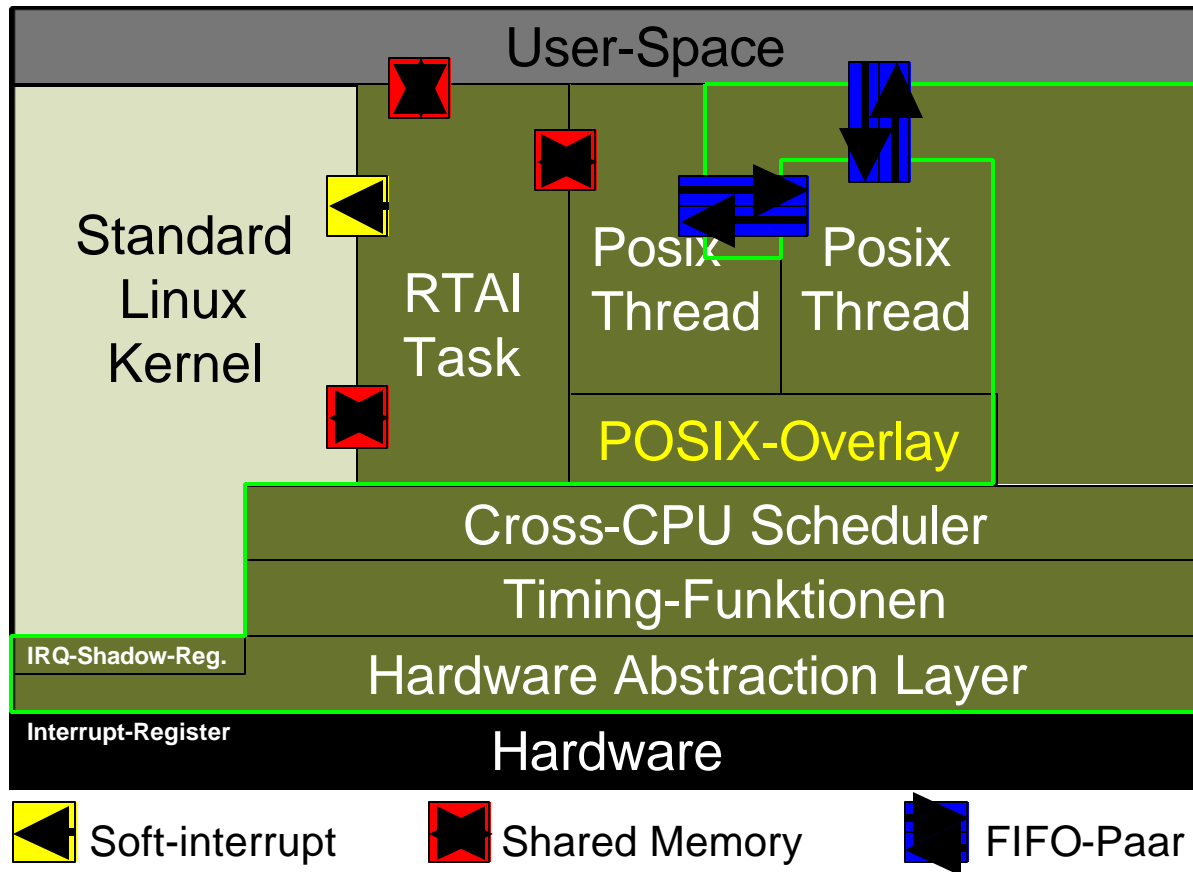 User-Space
Standard
Linux
Kernel
RTAI
Task
Posix
Thread
Posix
Thread
POSIX-Overlay
Cross-CPU Scheduler
Timing-Funktionen
IRQ-Shadow-Reg.
Hardware Abstraction Layer
Interrupt-Register
Hardware
Soft-interrupt
Shared Memory
FIFO-Paar